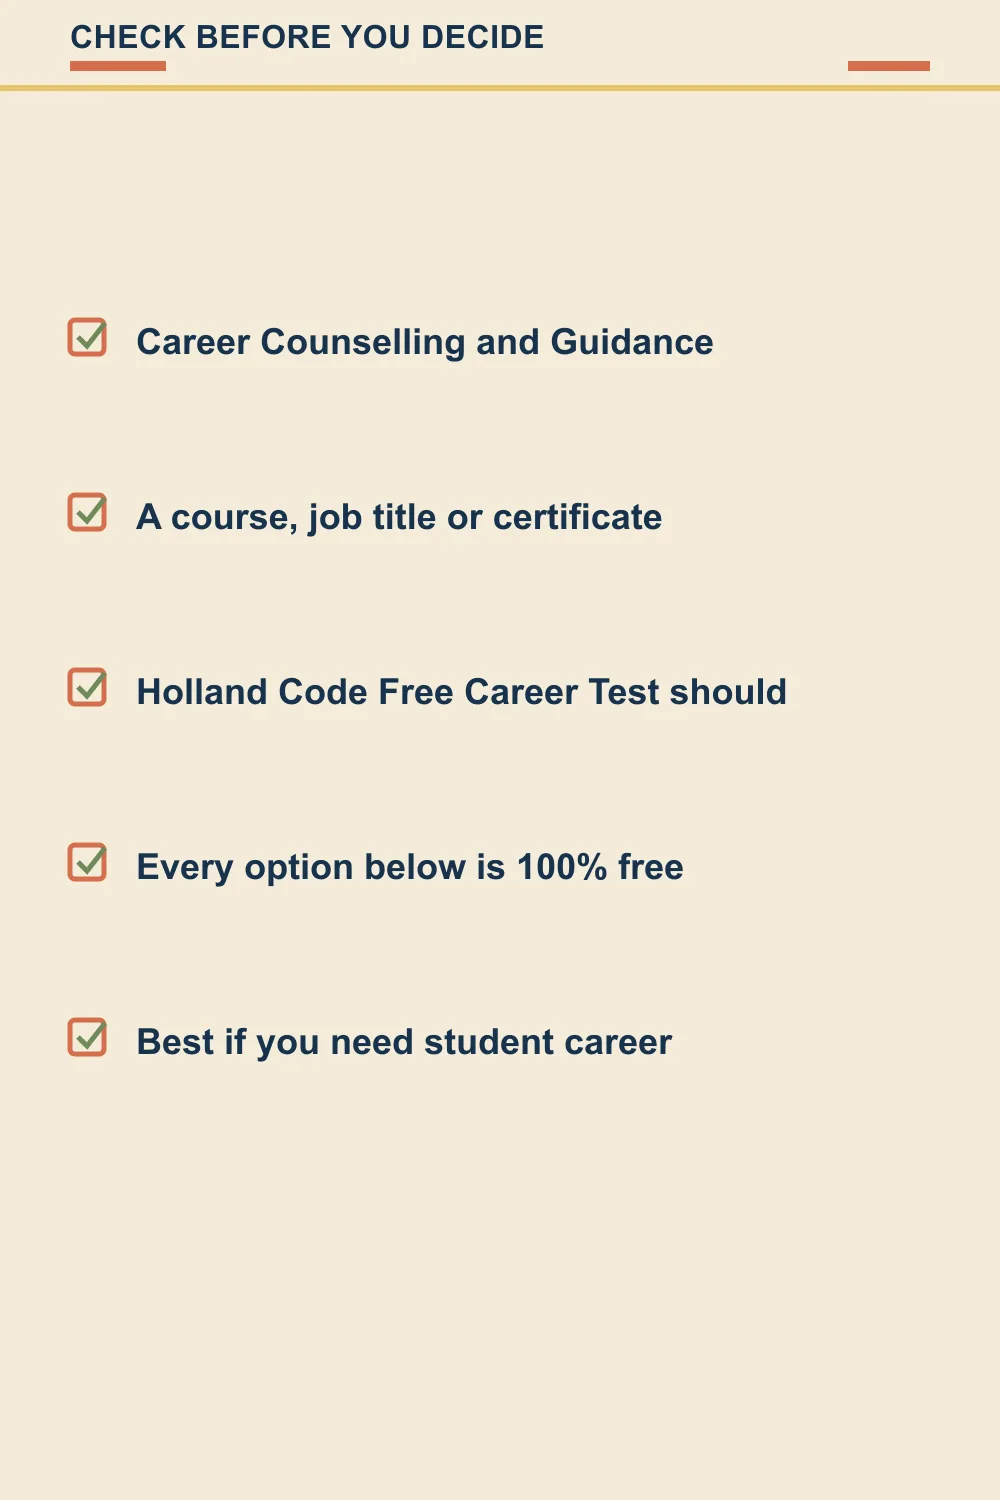 CHECK BEFORE YOU DECIDE
Career Counselling and Guidance
A course, job title or certificate
Holland Code Free Career Test should
Every option below is 100% free
Best if you need student career